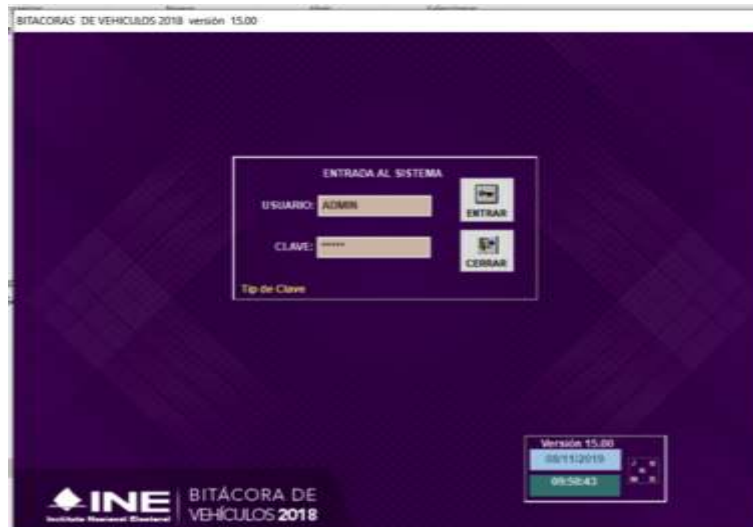 BITACORAS DE VEHICULOS 2018 versión 15.00
ENTRADA AL SISTEMA
USUARIO: ADMIN
ENTRAR
CLAVE: *****
CERRAR
Tip de Clave
Versión 15.00
08/11/2019
09:50:43
INE
Instituto Nacional Electoral
BITÁCORA DE
VEHÍCULOS 2018